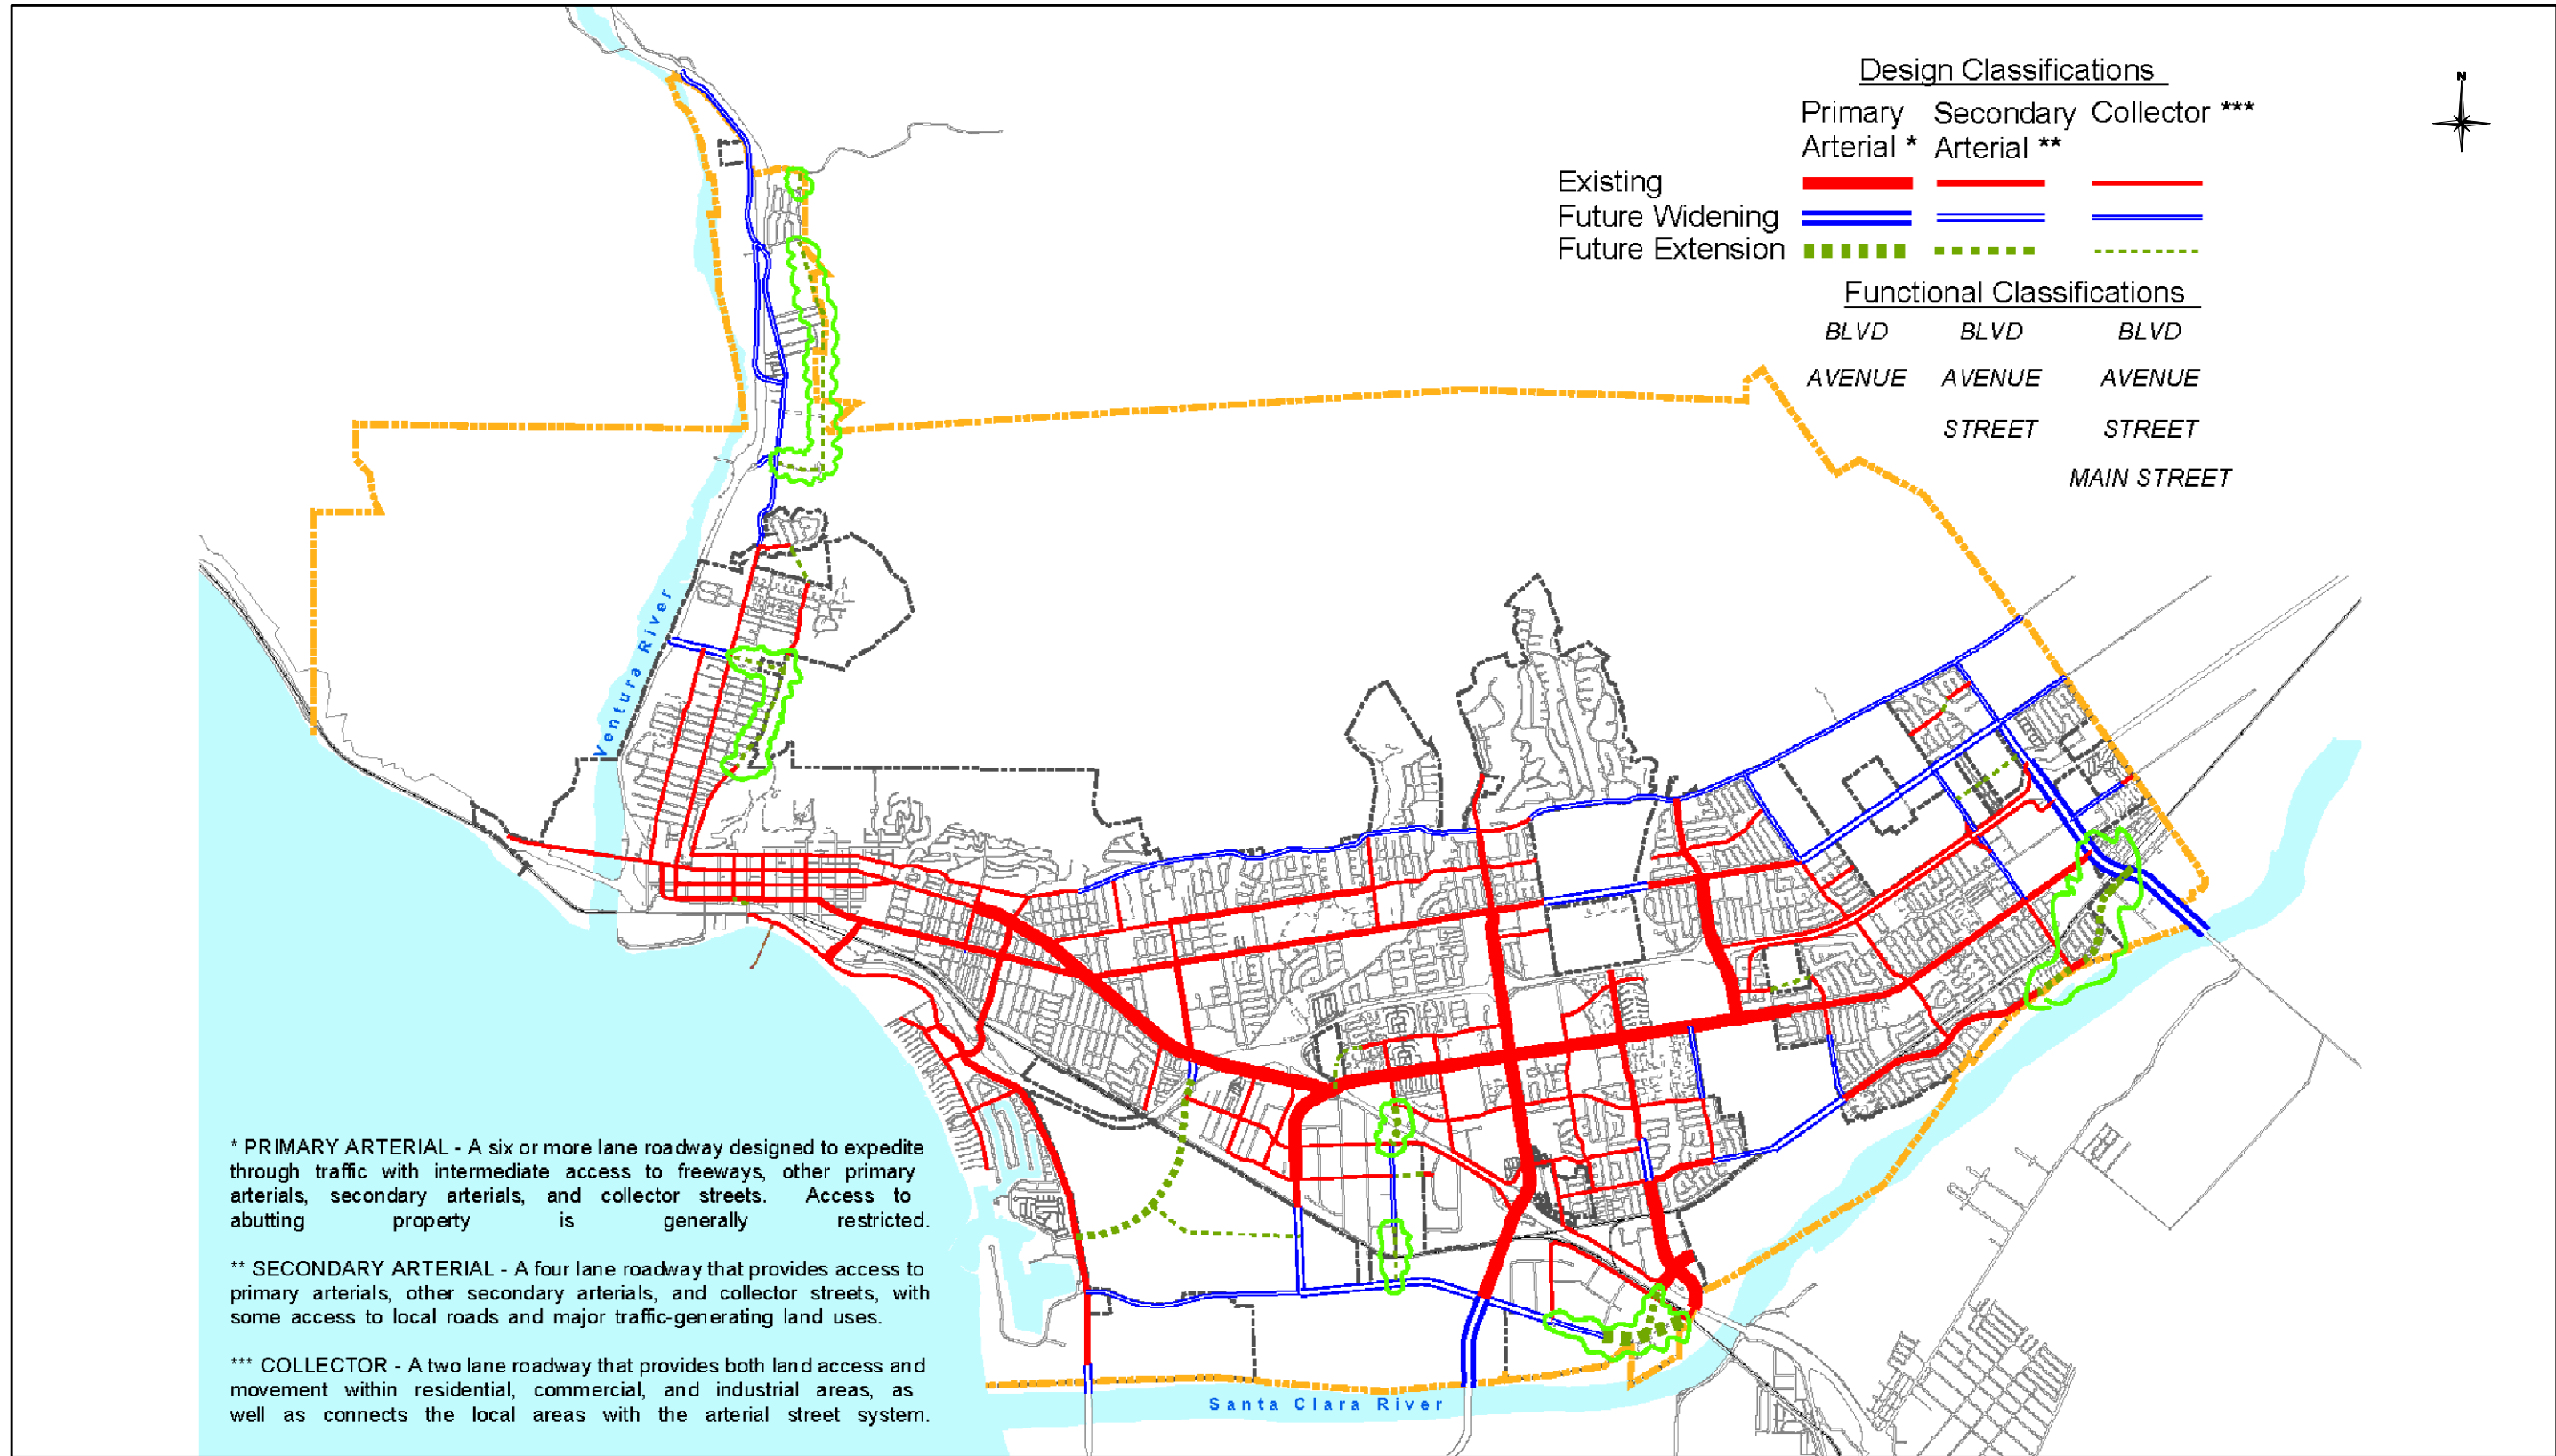 Design Classifications
Primary Arterial * Secondary Arterial ** Collector ***
Existing
Future Widening
Future Extension
Functional Classifications
BLVD BLVD BLVD
AVENUE AVENUE AVENUE
STREET STREET
MAIN STREET
N
Ventura River
* PRIMARY ARTERIAL - A six or more lane roadway designed to expedite
through traffic with intermediate access to freeways, other primary
arterials, secondary arterials, and collector streets. Access to
abutting property is generally restricted.
** SECONDARY ARTERIAL - A four lane roadway that provides access to
primary arterials, other secondary arterials, and collector streets, with
some access to local roads and major traffic-generating land uses.
*** COLLECTOR - A two lane roadway that provides both land access and
movement within residential, commercial, and industrial areas, as
well as connects the local areas with the arterial street system.
Santa Clara River